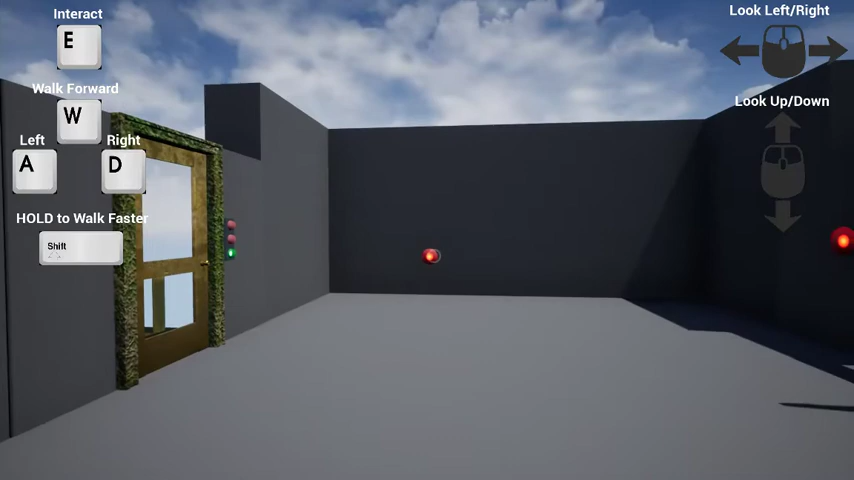 Interact
E
Walk Forward
W
Left
Right
A
D
HOLD to Walk Faster
Shift
Look Left/Right
Look Up/Down